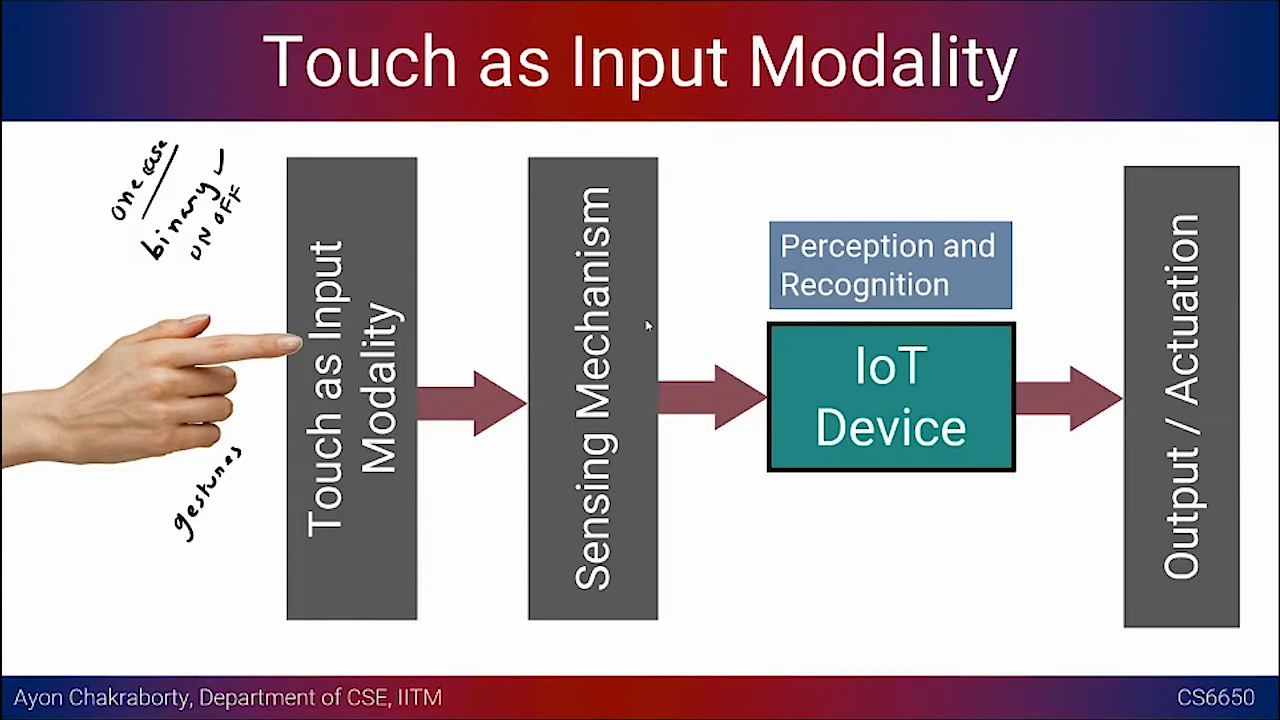 Touch as Input Modality
one case
binary
ON OFF
gestures
Touch as Input
Modality
Sensing Mechanism
Perception and
Recognition
IoT
Device
Output / Actuation
Ayon Chakraborty, Department of CSE, IITM
CS6650